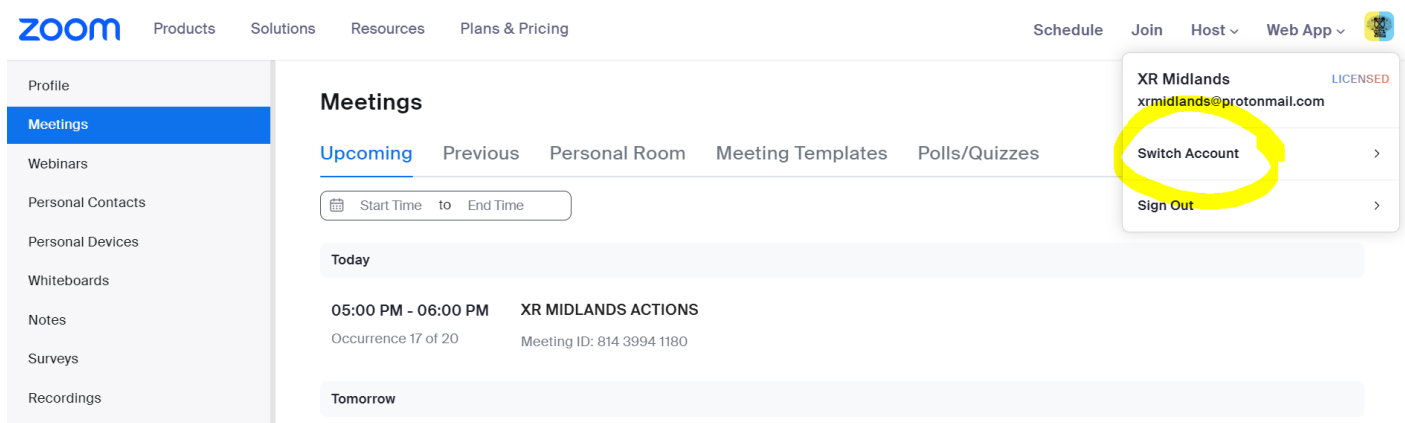 zoom Products Solutions Resources Plans & Pricing Schedule Join Host Web App
XR Midlands LICENSED
xrmidlands@protonmail.com
Switch Account
Sign Out
Profile
Meetings
Webinars
Personal Contacts
Personal Devices
Whiteboards
Notes
Surveys
Recordings
Meetings
Upcoming Previous Personal Room Meeting Templates Polls/Quizzes
Start Time to End Time
Today
05:00 PM - 06:00 PM XR MIDLANDS ACTIONS
Occurrence 17 of 20 Meeting ID: 814 3994 1180
Tomorrow